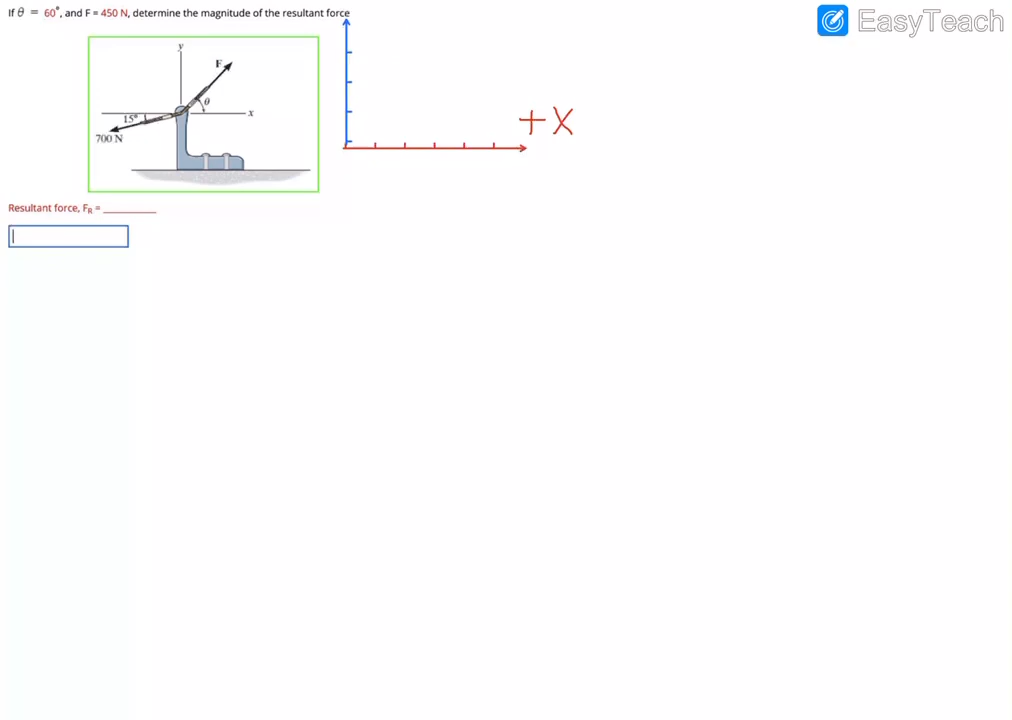 If θ = 60°, and F = 450 N, determine the magnitude of the resultant force
EasyTeach
y
F
θ
x
15°
700 N
+ X
Resultant force, FR = __________